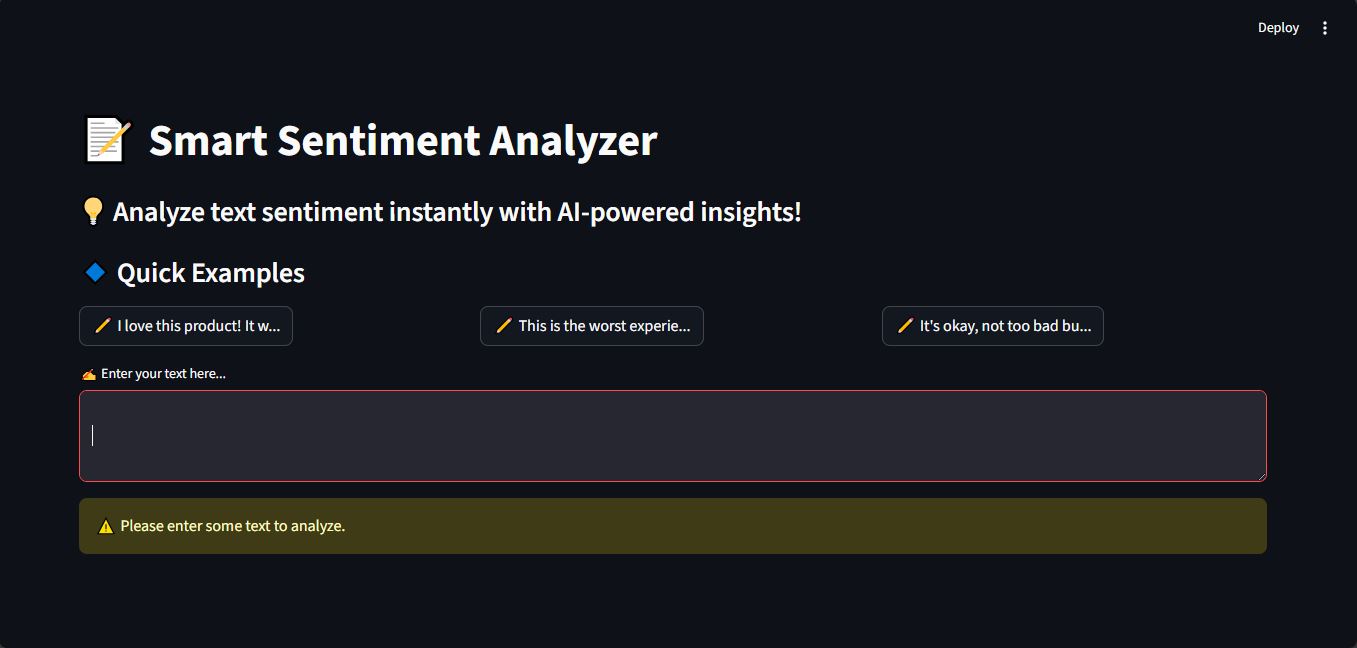 Deploy
Smart Sentiment Analyzer
Analyze text sentiment instantly with AI-powered insights!
Quick Examples
I love this product! It w...
This is the worst experie...
It's okay, not too bad bu...
Enter your text here...
Please enter some text to analyze.